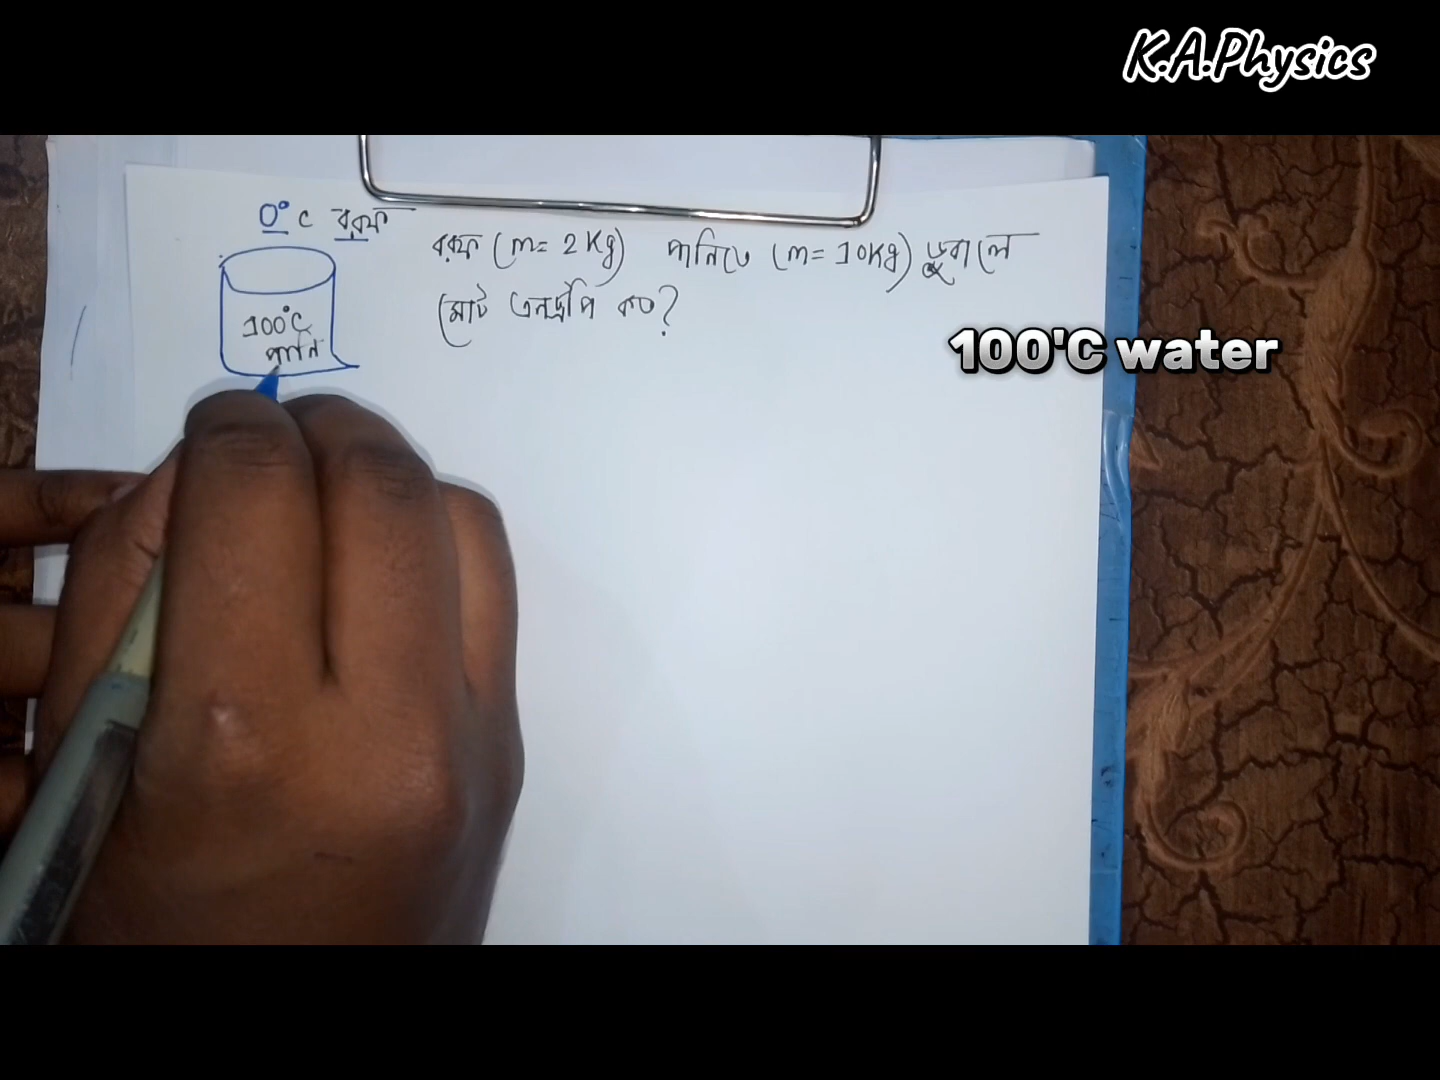 K.A.Physics
0° c বরফ
বরফ (m= 2 Kg) পানিতে (m= 10Kg) ডুবালে
মোট এনট্রপি কত?
100°C
পানি
100'C water